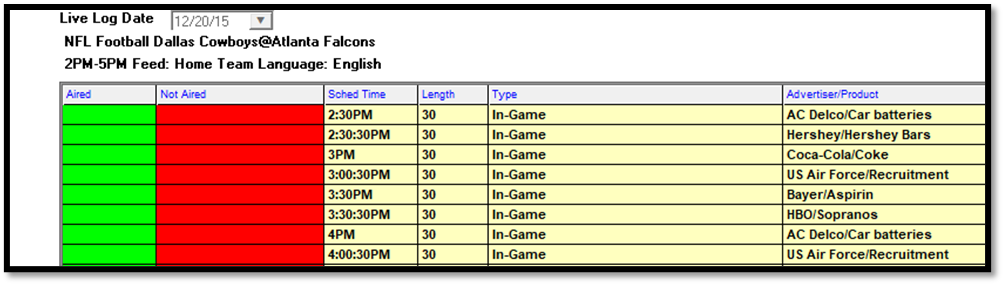 Live Log Date 12/20/15
NFL Football Dallas Cowboys@Atlanta Falcons
2PM-5PM Feed: Home Team Language: English
Aired Not Aired Sched Time Length Type Advertiser/Product
2:30PM 30 In-Game AC Delco/Car batteries
2:30:30PM 30 In-Game Hershey/Hershey Bars
3PM 30 In-Game Coca-Cola/Coke
3:00:30PM 30 In-Game US Air Force/Recruitment
3:30PM 30 In-Game Bayer/Aspirin
3:30:30PM 30 In-Game HBO/Sopranos
4PM 30 In-Game AC Delco/Car batteries
4:00:30PM 30 In-Game US Air Force/Recruitment